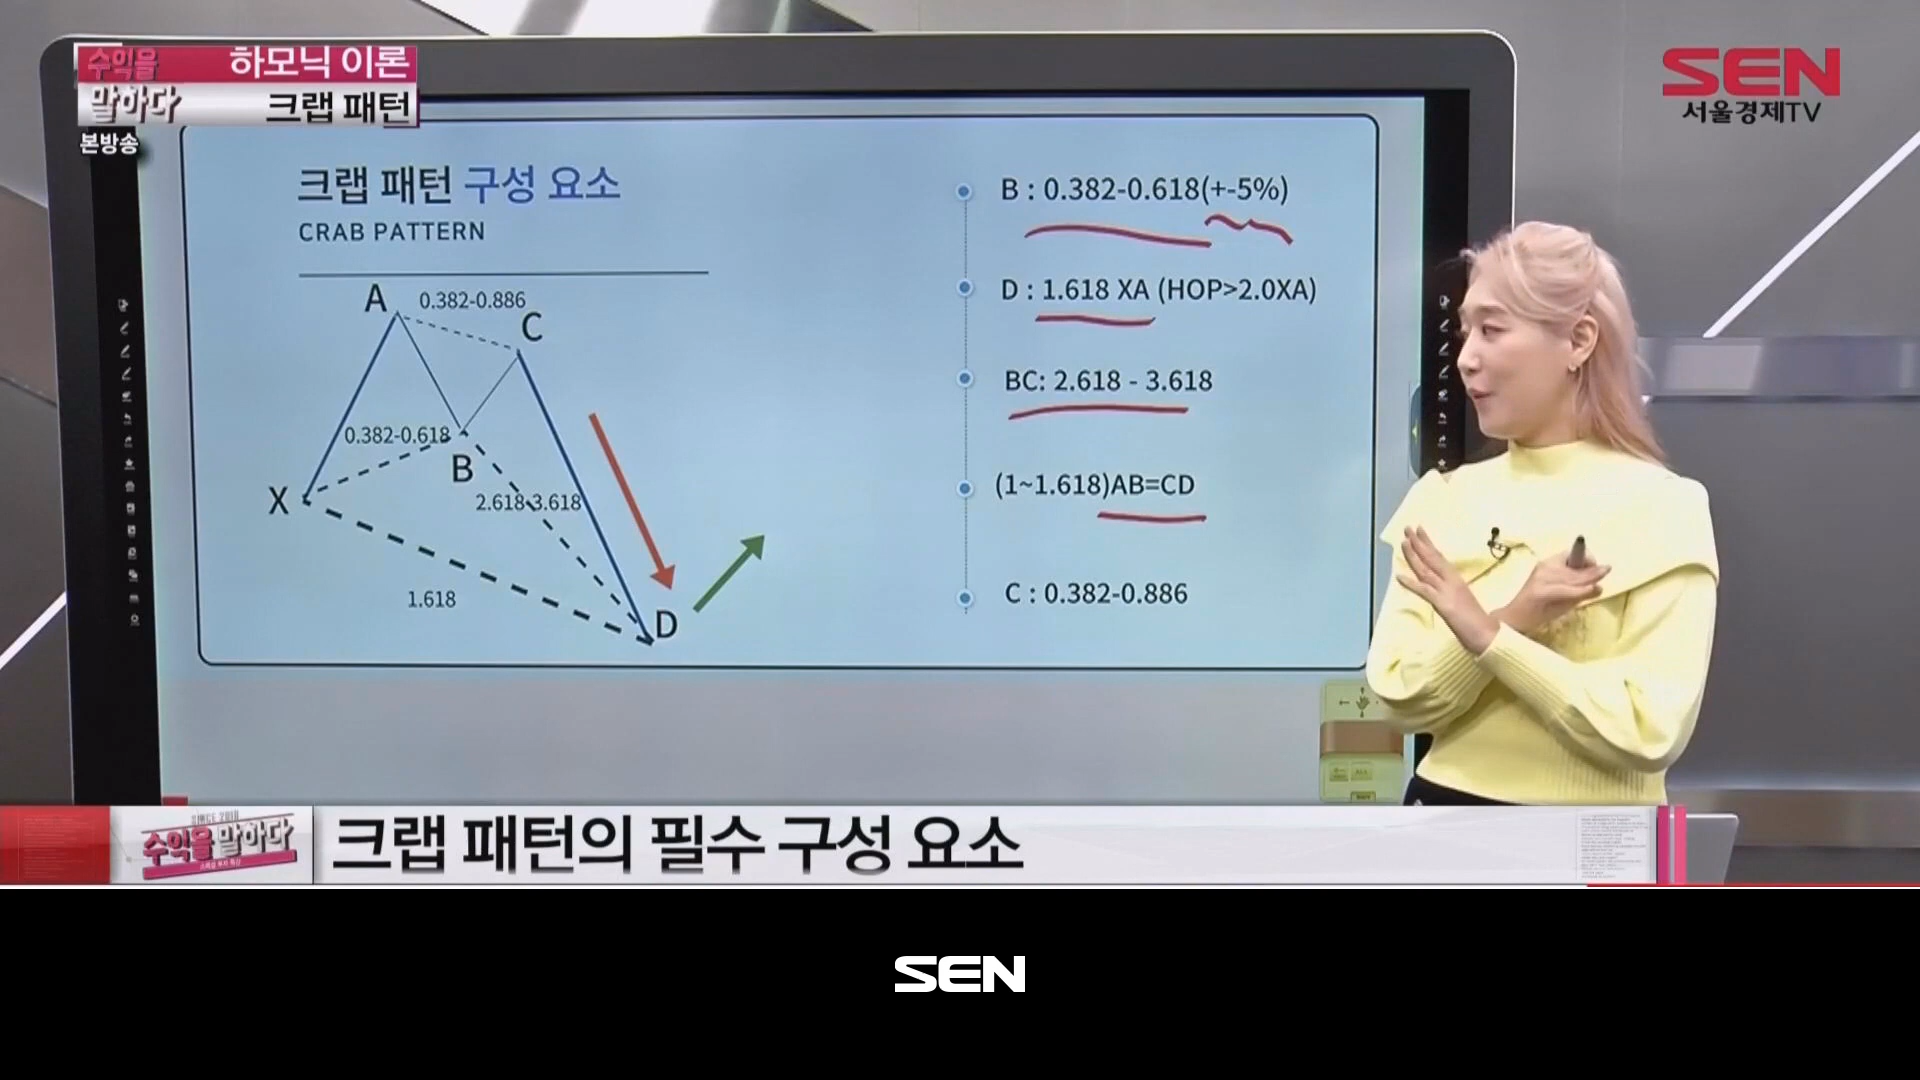 수익을 말하다
하모닉 이론
크랩 패턴
본방송
SEN
서울경제TV
크랩 패턴 구성 요소
CRAB PATTERN
A
0.382-0.886
C
0.382-0.618
B
X
2.618-3.618
1.618
D
B : 0.382-0.618(+-5%)
D : 1.618 XA (HOP>2.0XA)
BC: 2.618 - 3.618
(1~1.618)AB=CD
C : 0.382-0.886
수익을 말하다
크랩 패턴의 필수 구성 요소
SEN